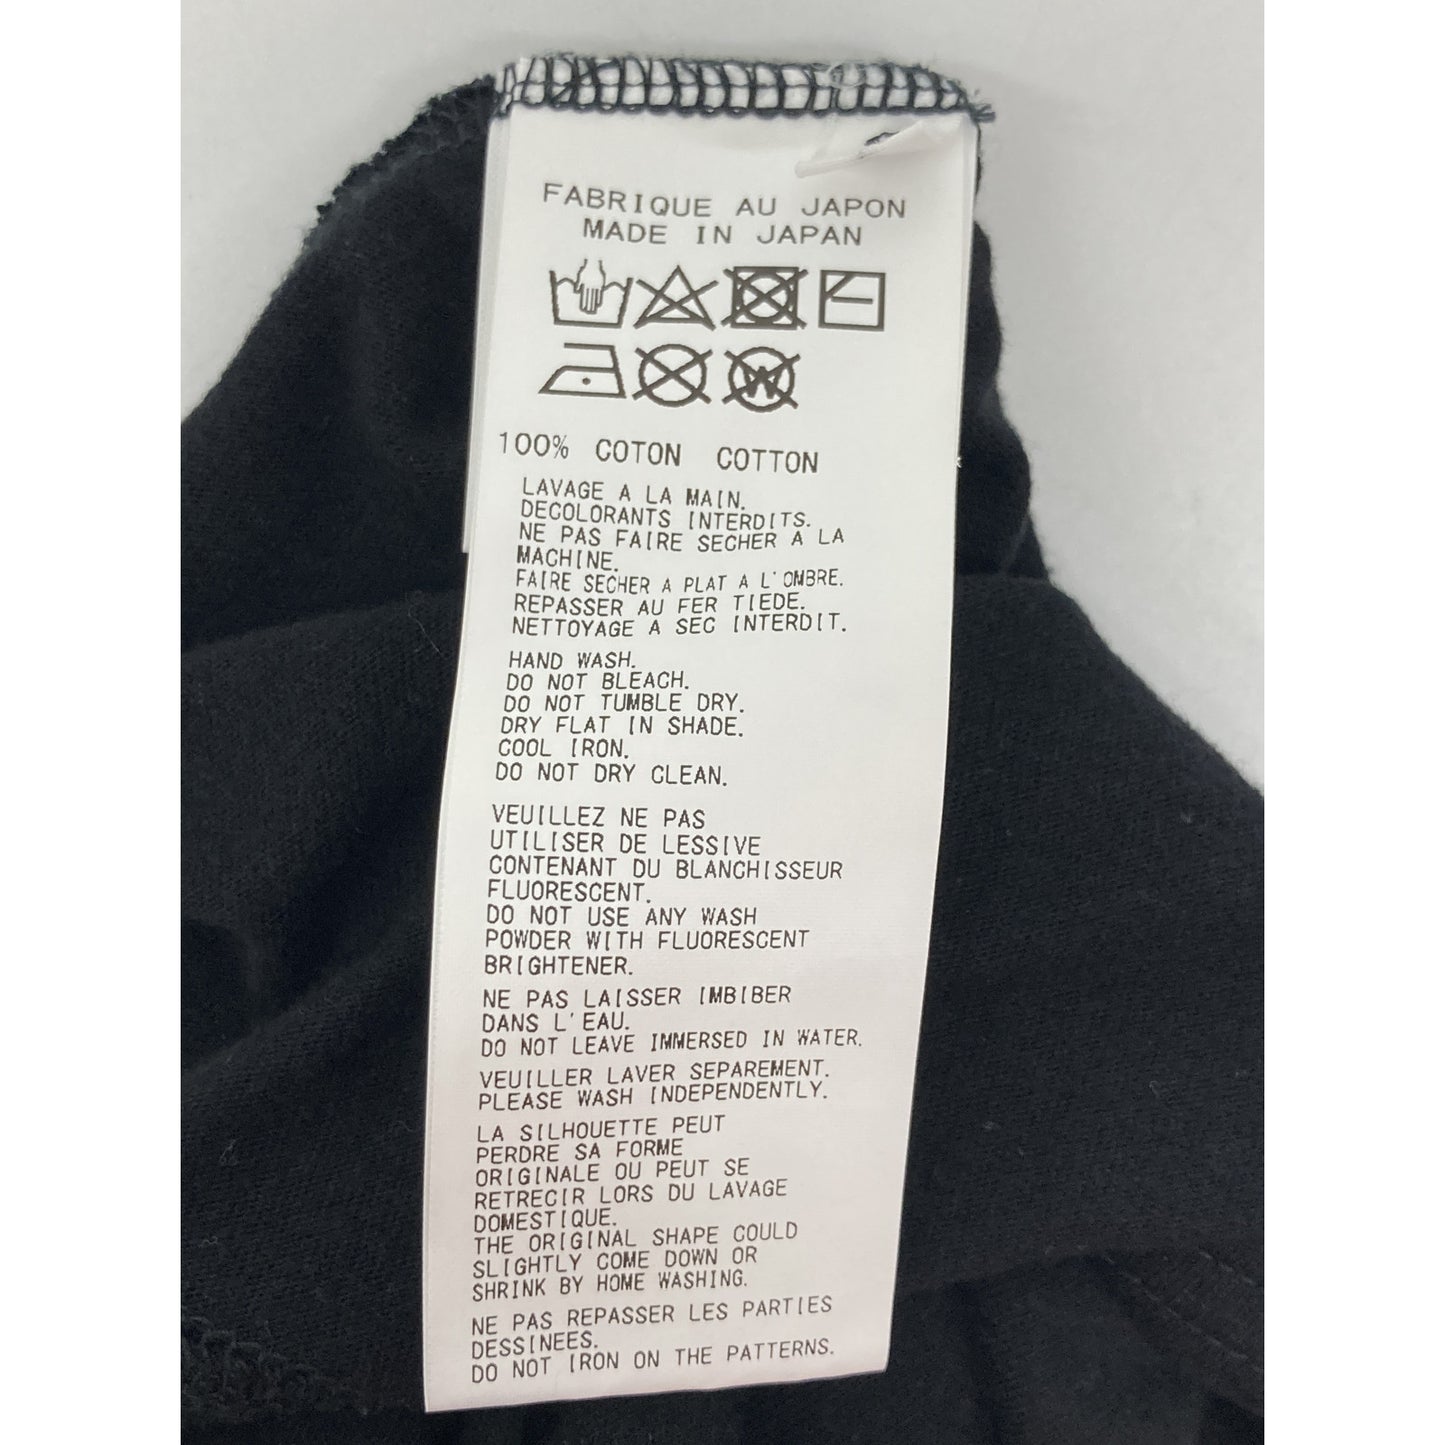 FABRIQUE AU JAPON
MADE IN JAPAN
W
100% COTON COTTON
LAVAGE A LA MAIN.
DECOLORANTS INTERDITS.
NE PAS FAIRE SECHER A LA
MACHINE.
FAIRE SECHER A PLAT A L'OMBRE.
REPASSER AU FER TIEDE.
NETTOYAGE A SEC INTERDIT.
HAND WASH.
DO NOT BLEACH.
DO NOT TUMBLE DRY.
DRY FLAT IN SHADE.
COOL IRON.
DO NOT DRY CLEAN.
VEUILLEZ NE PAS
UTILISER DE LESSIVE
CONTENANT DU BLANCHISSEUR
FLUORESCENT.
DO NOT USE ANY WASH
POWDER WITH FLUORESCENT
BRIGHTENER.
NE PAS LAISSER IMBIBER
DANS L'EAU.
DO NOT LEAVE IMMERSED IN WATER.
VEUILLER LAVER SEPAREMENT.
PLEASE WASH INDEPENDENTLY.
LA SILHOUETTE PEUT
PERDRE SA FORME
ORIGINALE OU PEUT SE
RETRECIR LORS DU LAVAGE
DOMESTIQUE.
THE ORIGINAL SHAPE COULD
SLIGHTLY COME DOWN OR
SHRINK BY HOME WASHING.
NE PAS REPASSER LES PARTIES
DESSINEES.
DO NOT IRON ON THE PATTERNS.